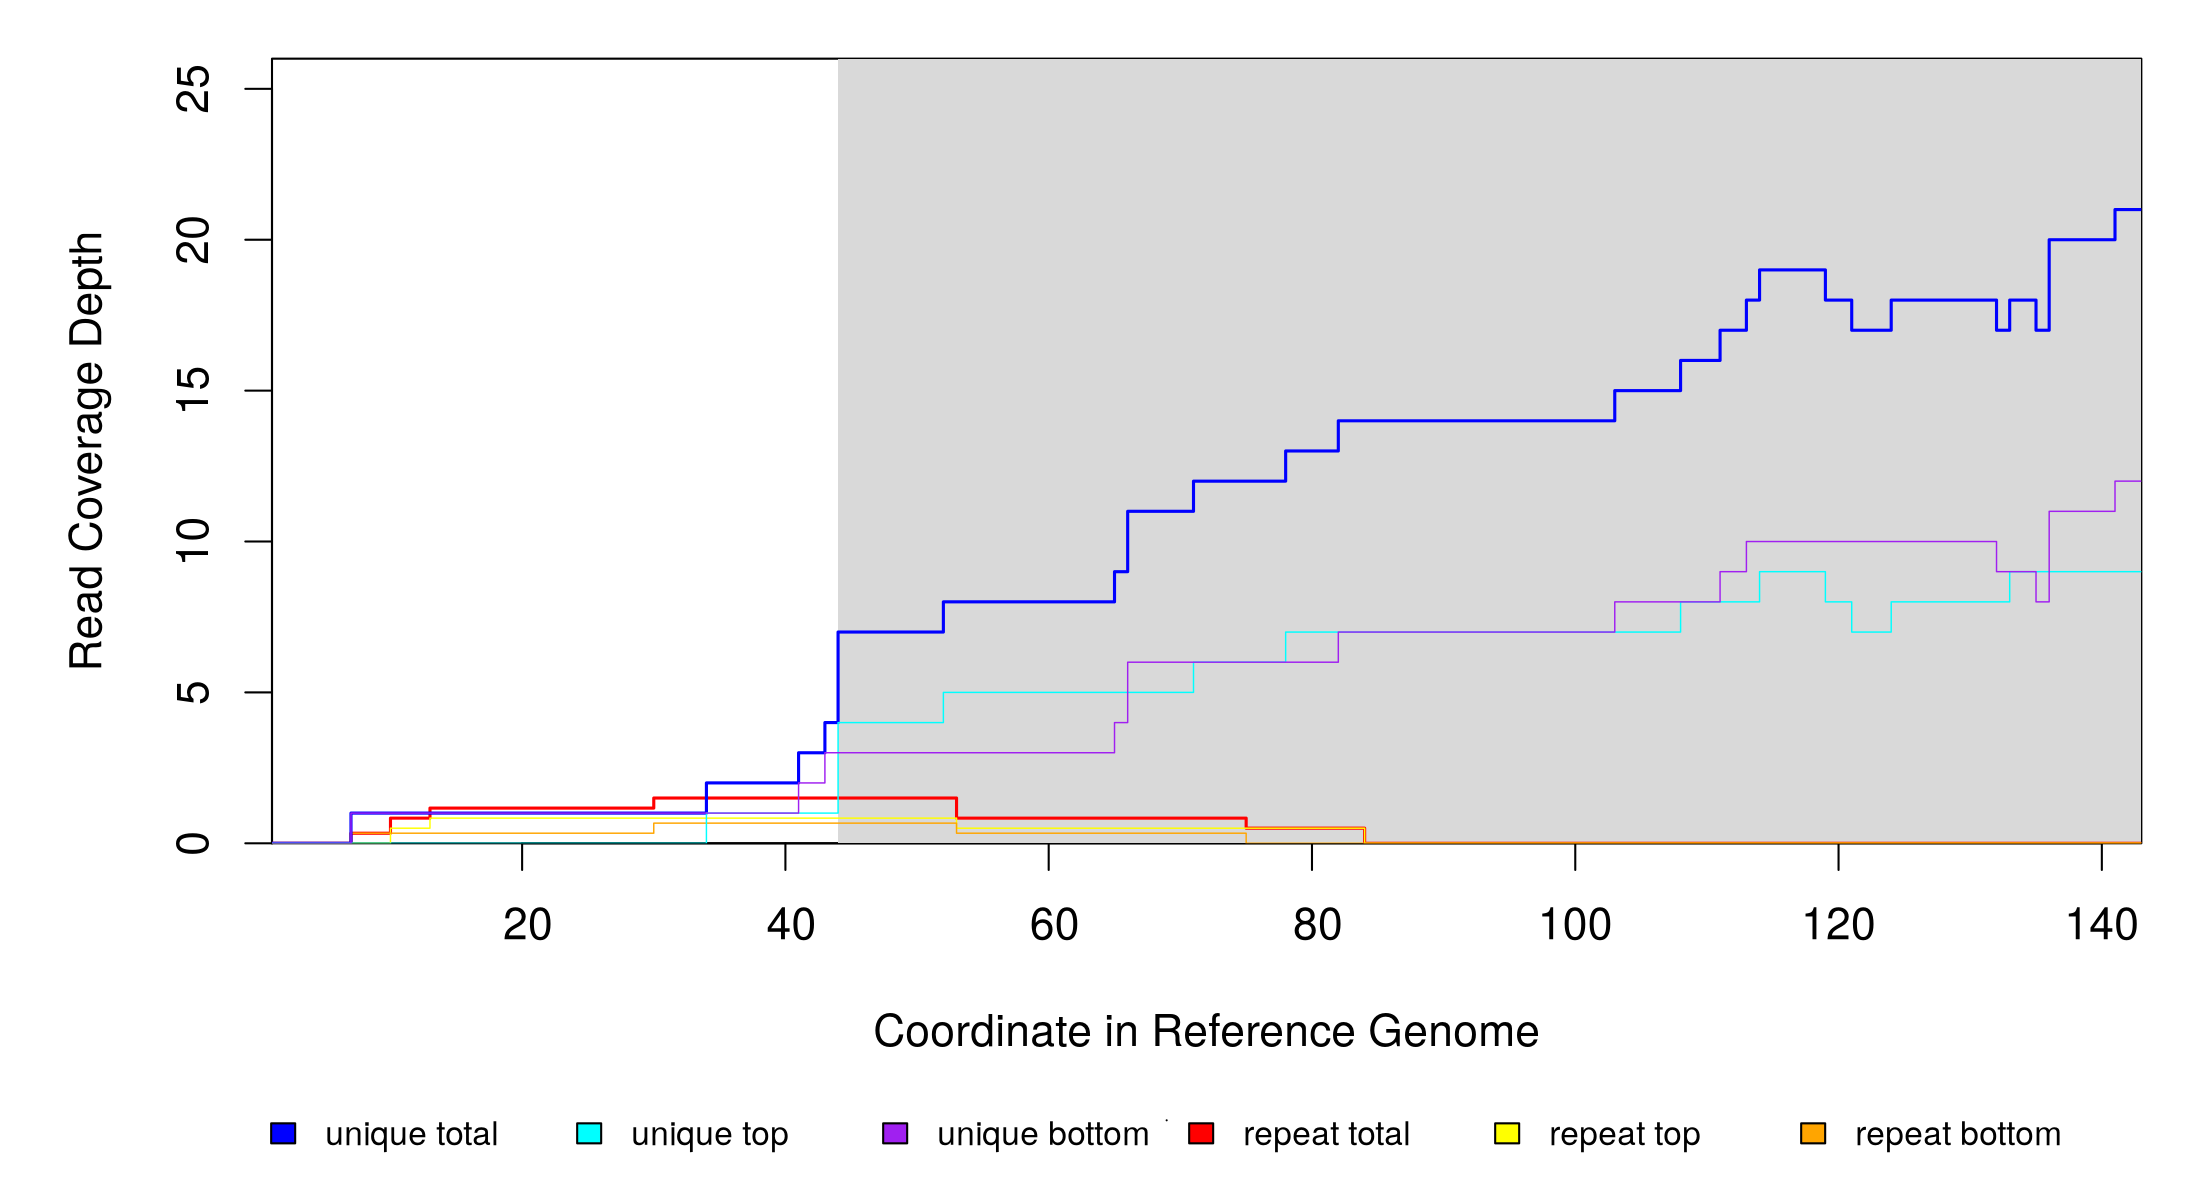 25
20
15
10
5
0
Read Coverage Depth
20 40 60 80 100 120 140
Coordinate in Reference Genome
unique total unique top unique bottom repeat total repeat top repeat bottom